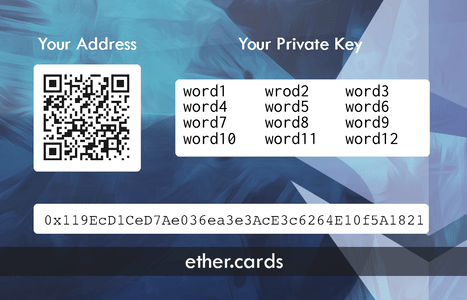 Your Address
Your Private Key
word1 wrod2 word3
word4 word5 word6
word7 word8 word9
word10 word11 word12
0x119EcD1CeD7Ae036ea3e3AcE3c6264E10f5A1821
ether.cards